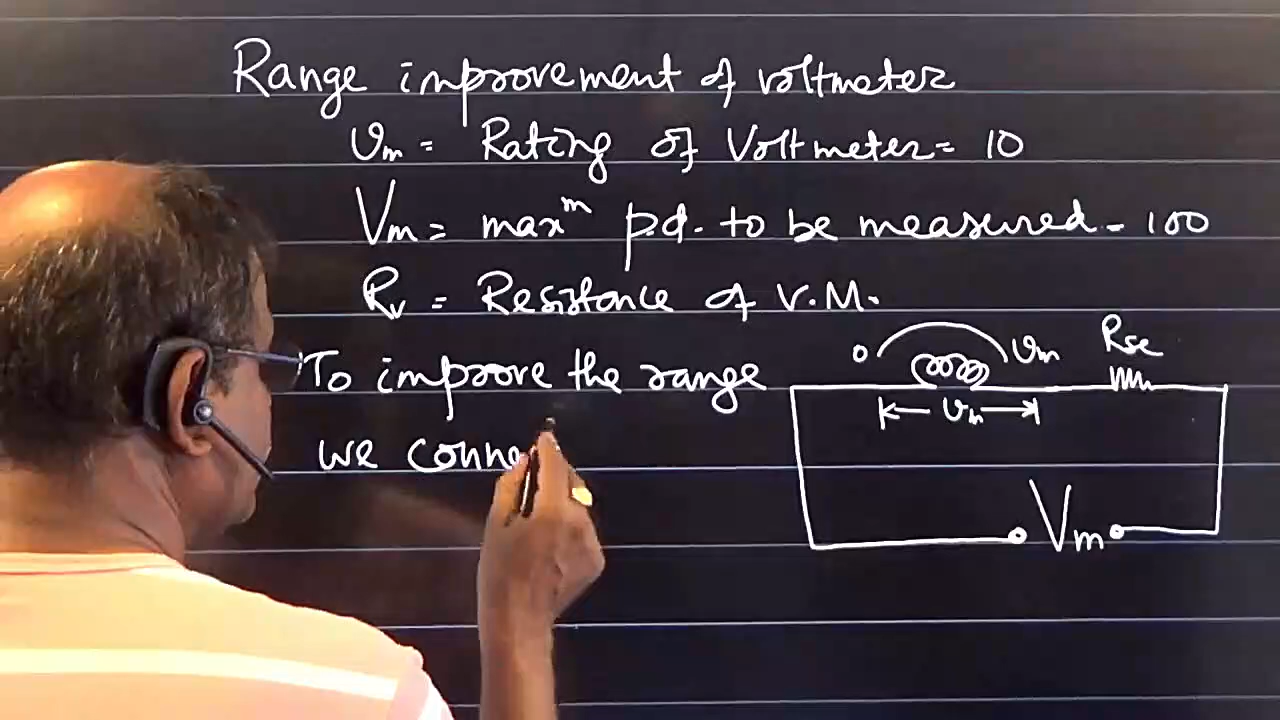 Range improvement of voltmeter
vm = Rating of Voltmeter = 10
Vm = maxm p.d. to be measured - 100
Rv = Resistance of V.M.
To improve the range
we conne
0 vm Rse
vm
Vm